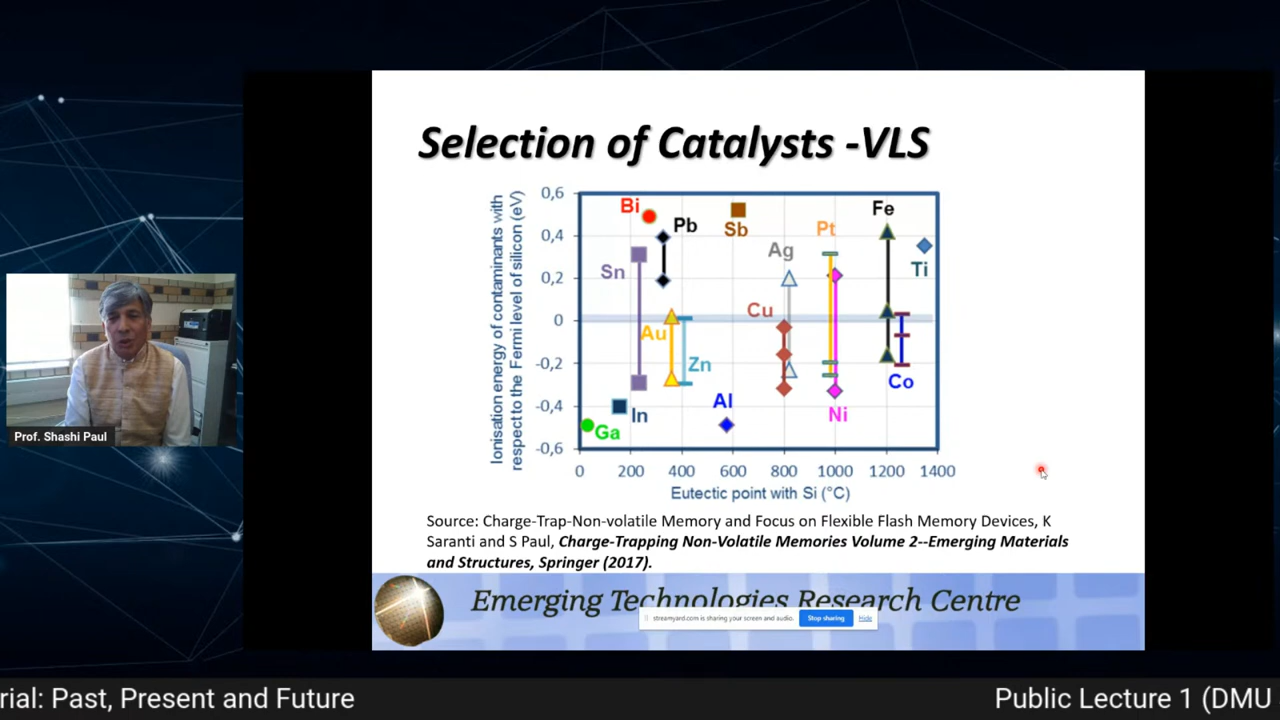 Selection of Catalysts -VLS
Ionisation energy of contaminants with
respect to the Fermi level of silicon (eV)
0,6
0,4
0,2
0
-0,2
-0,4
-0,6
Bi
Pb
Sb
Fe
Pt
Ag
Ti
Sn
Cu
Au
Zn
Co
Al
In
Ni
Ga
0 200 400 600 800 1000 1200 1400
Eutectic point with Si (°C)
Source: Charge-Trap-Non-volatile Memory and Focus on Flexible Flash Memory Devices, K
Saranti and S Paul, Charge-Trapping Non-Volatile Memories Volume 2--Emerging Materials
and Structures, Springer (2017).
Emerging Technologies Research Centre
streamyard.com is sharing your screen and audio. Stop sharing Hide
Prof. Shashi Paul
rial: Past, Present and Future
Public Lecture 1 (DMU